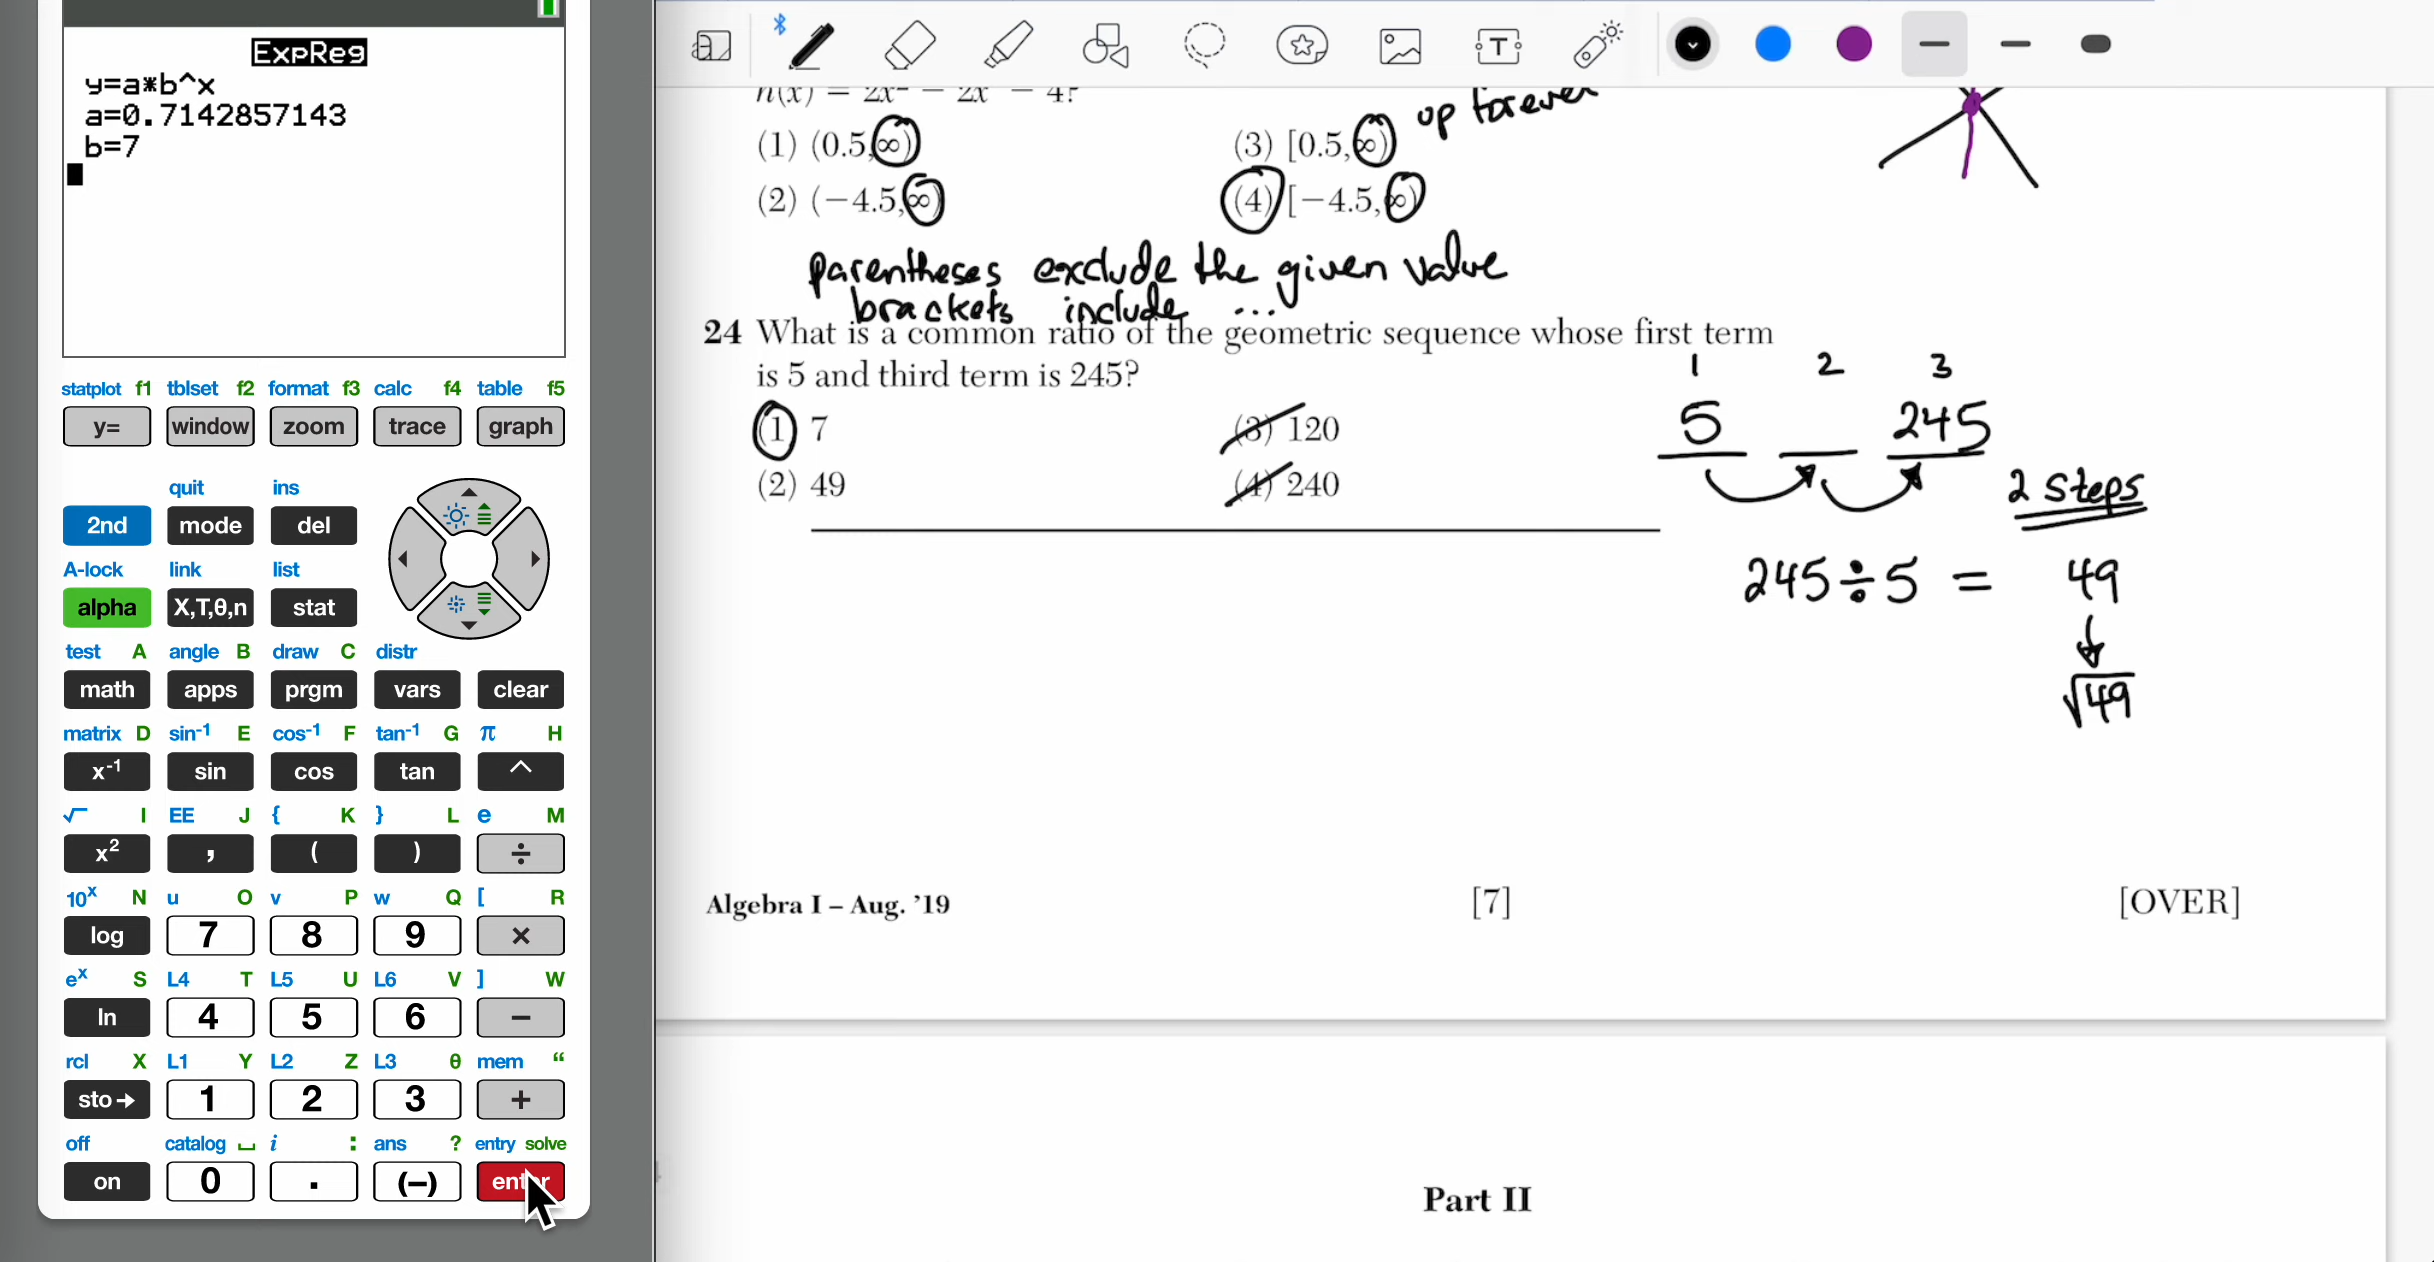 ExpReg
y=a*b^x
a=0.7142857143
b=7
statplot f1 tblset f2 format f3 calc f4 table f5
y= window zoom trace graph
quit ins
2nd mode del
A-lock link list
alpha X,T,θ,n stat
test A angle B draw C distr
math apps prgm vars clear
matrix D sin-1 E cos-1 F tan-1 G π H
x-1 sin cos tan ^
√ I EE J { K } L e M
x2 , ( ) ÷
10x N u O v P w Q [ R
log 7 8 9 ×
ex S L4 T L5 U L6 V ] W
ln 4 5 6 −
rcl X L1 Y L2 Z L3 θ mem “
sto→ 1 2 3 +
off catalog ⎵ i : ans ? entry solve
on 0 . (–) enter
T
h(x) = 2x² − 2x − 4?
up forever
(1) (0.5,∞) (3) [0.5,∞)
(2) (−4.5,∞) (4) [−4.5,∞)
parentheses exclude the given value
brackets include ...
24 What is a common ratio of the geometric sequence whose first term
is 5 and third term is 245?
(1) 7 (3) 120
(2) 49 (4) 240
1 2 3
5 245
2 steps
245÷5 = 49
√49
Algebra I – Aug. ’19 [7] [OVER]
Part II